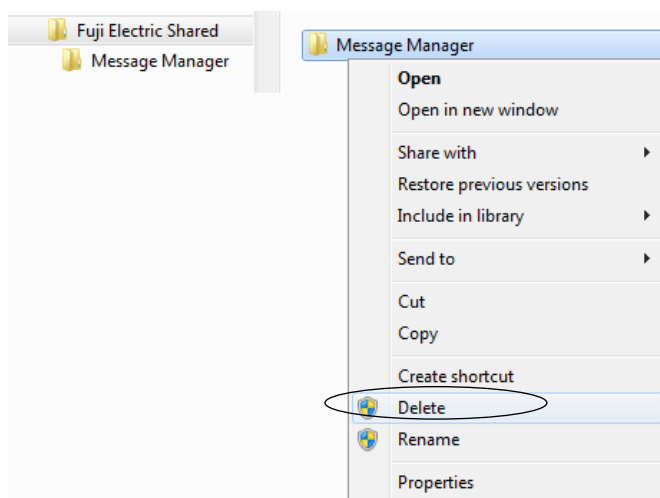 Fuji Electric Shared
Message Manager
Message Manager
Open
Open in new window
Share with
Restore previous versions
Include in library
Send to
Cut
Copy
Create shortcut
Delete
Rename
Properties